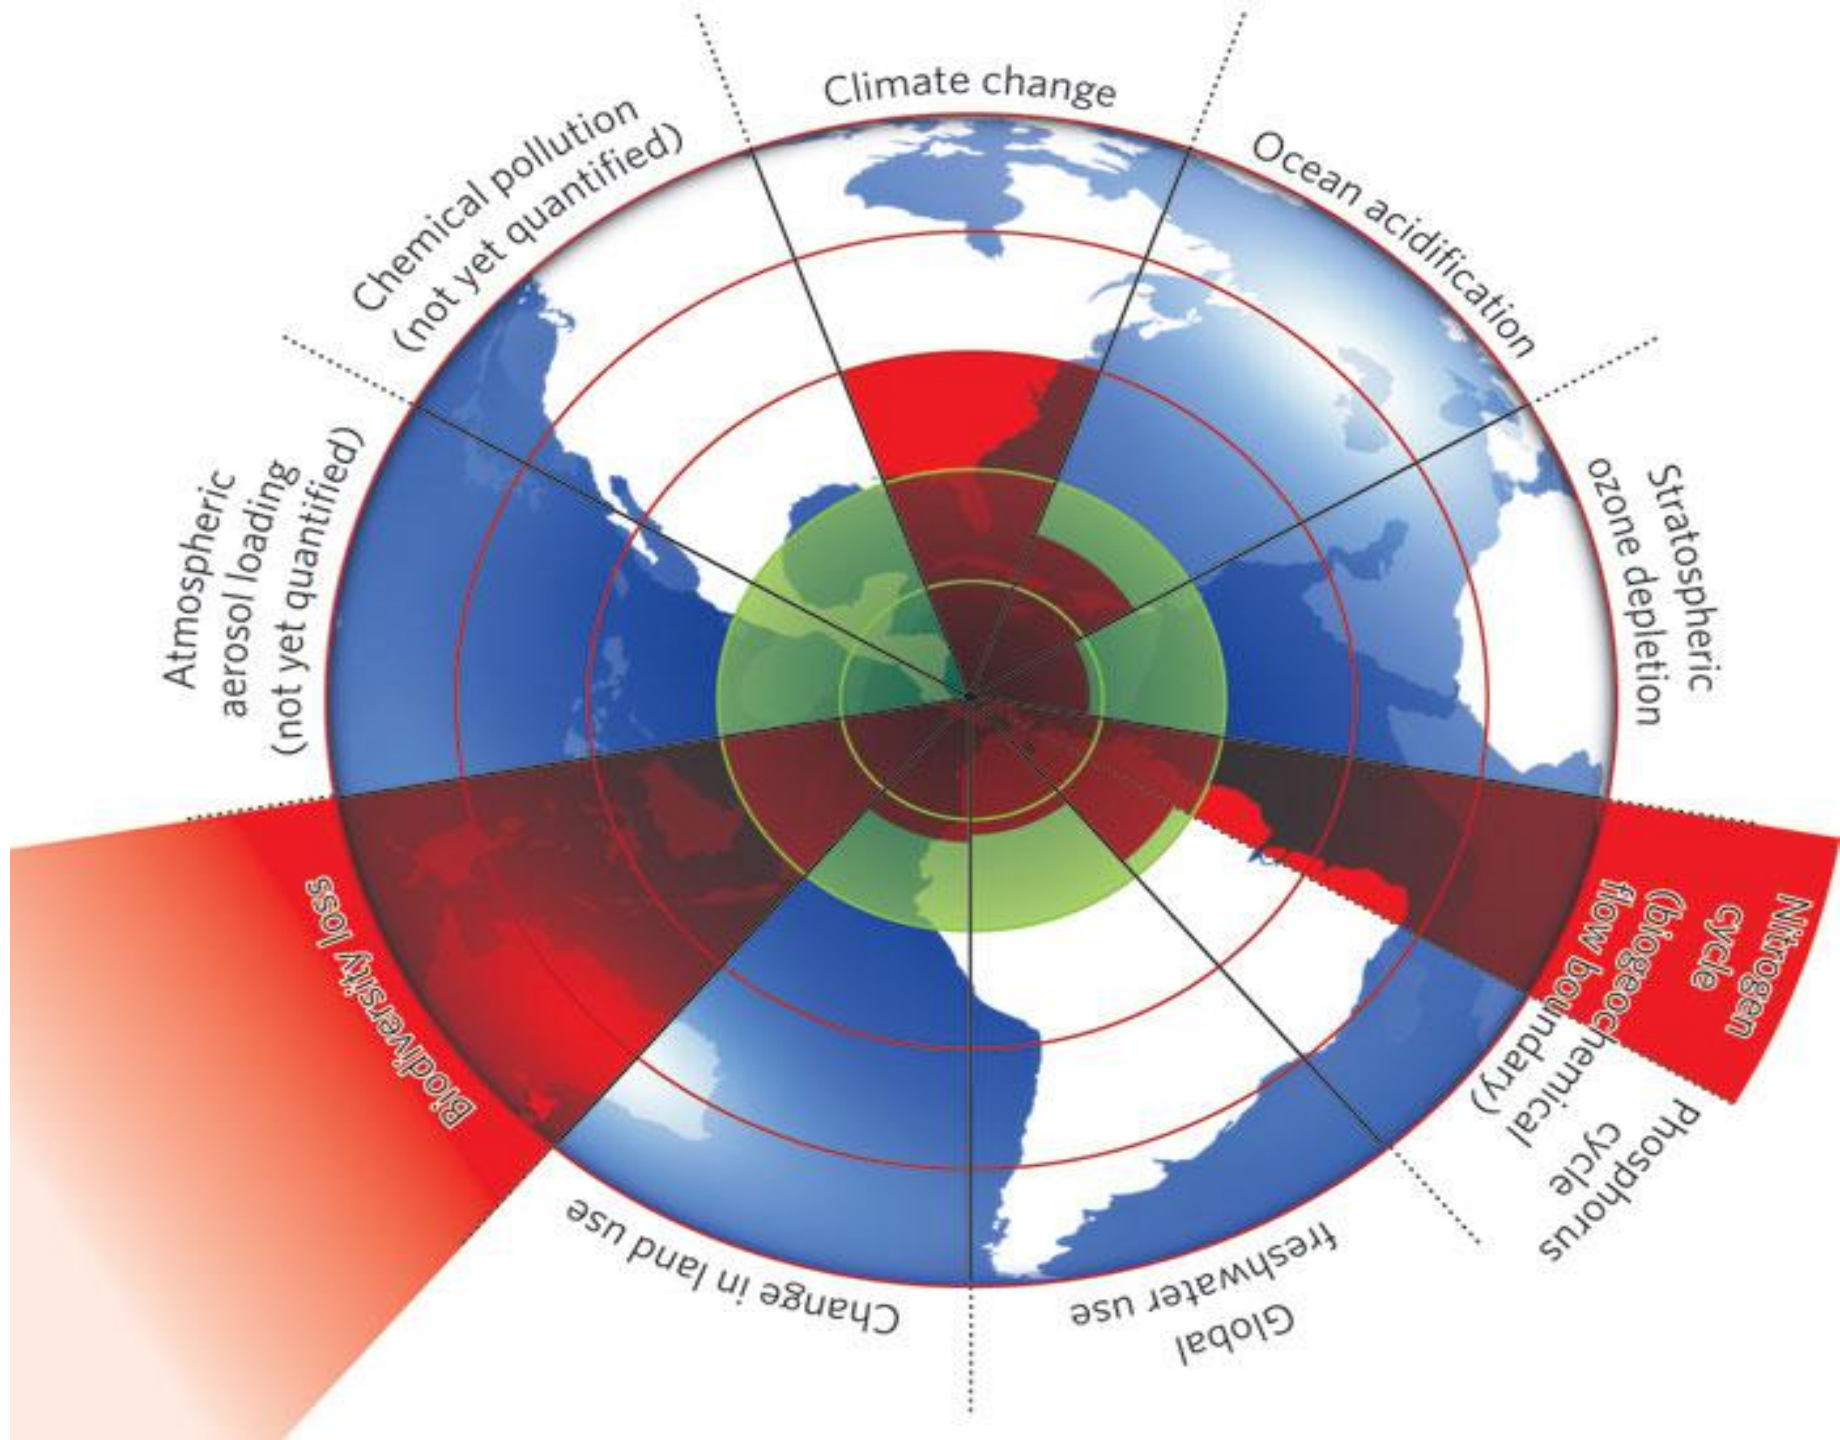 Climate change
Ocean acidification
Stratospheric
ozone depletion
Nitrogen
cycle
(biogeochemical
flow boundary)
Phosphorus
cycle
Global
freshwater use
Change in land use
Biodiversity loss
Atmospheric
aerosol loading
(not yet quantified)
Chemical pollution
(not yet quantified)